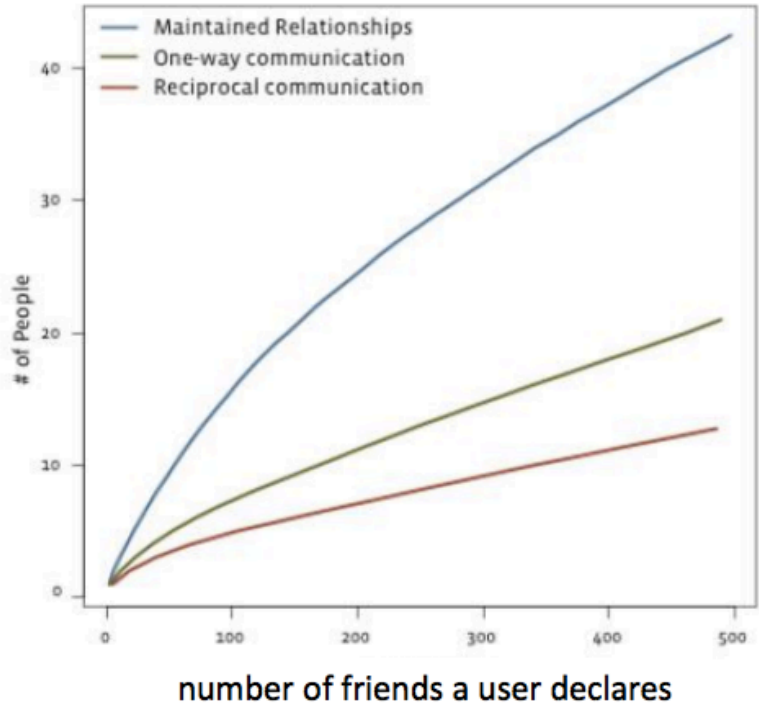 Maintained Relationships
One-way communication
Reciprocal communication
40
30
20
10
0
# of People
0 100 200 300 400 500
number of friends a user declares